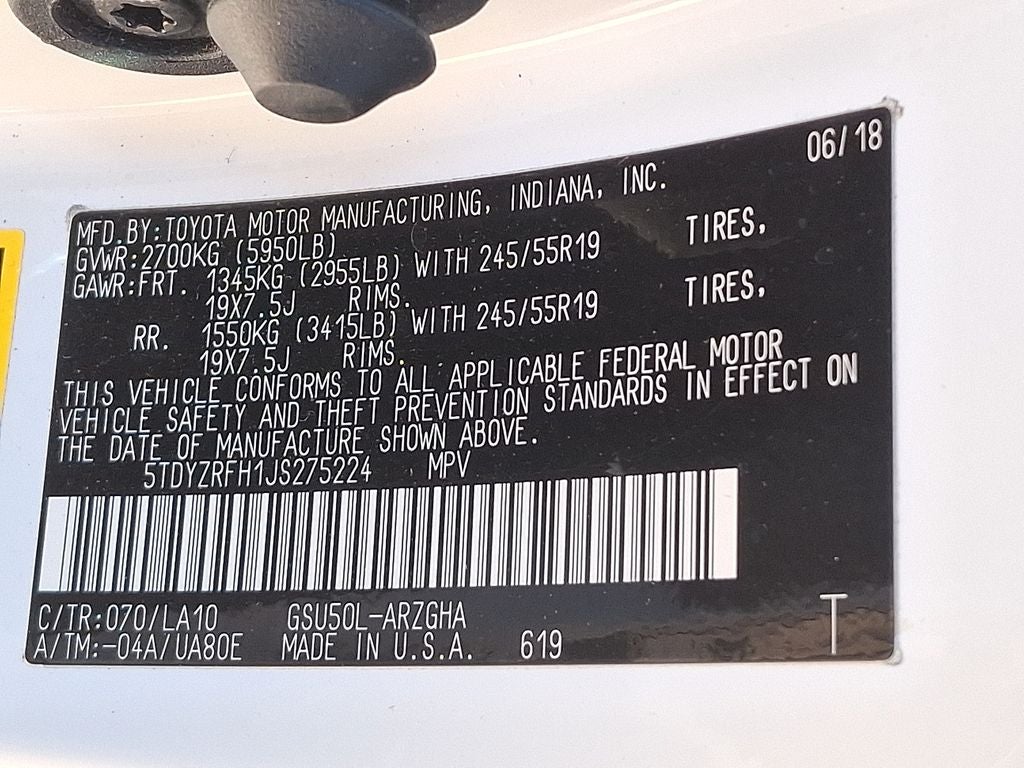 06/18
MFD.BY:TOYOTA MOTOR MANUFACTURING, INDIANA, INC.
GVWR:2700KG (5950LB)
GAWR:FRT. 1345KG (2955LB) WITH 245/55R19 TIRES,
19X7.5J RIMS.
RR. 1550KG (3415LB) WITH 245/55R19 TIRES,
19X7.5J RIMS.
THIS VEHICLE CONFORMS TO ALL APPLICABLE FEDERAL MOTOR
VEHICLE SAFETY AND THEFT PREVENTION STANDARDS IN EFFECT ON
THE DATE OF MANUFACTURE SHOWN ABOVE.
5TDYZRFH1JS275224 MPV
C/TR:070/LA10 GSU50L-ARZGHA
A/TM:-04A/UA80E MADE IN U.S.A. 619 T